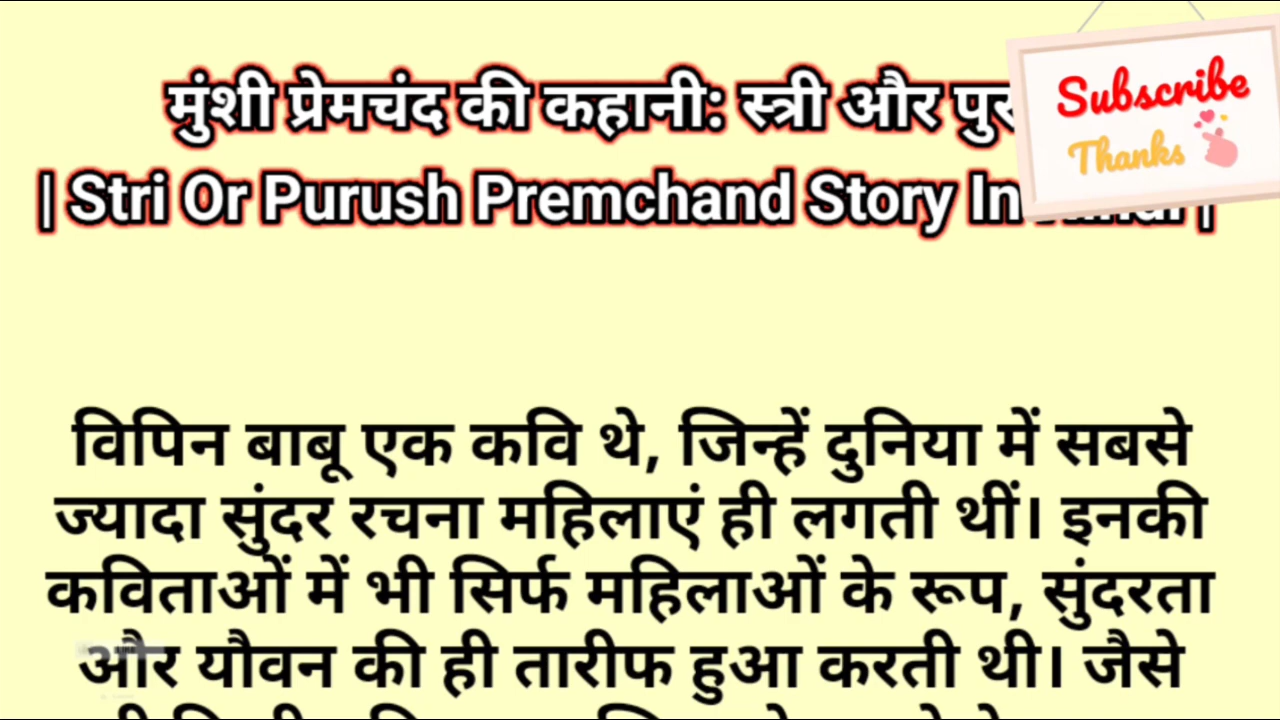 मुंशी प्रेमचंद की कहानी: स्त्री और
| Stri Or Purush Premchand Story In
Subscribe
Thanks
विपिन बाबू एक कवि थे, जिन्हें दुनिया में सबसे
ज्यादा सुंदर रचना महिलाएं ही लगती थीं। इनकी
कविताओं में भी सिर्फ महिलाओं के रूप, सुंदरता
और यौवन की ही तारीफ हुआ करती थी। जैसे